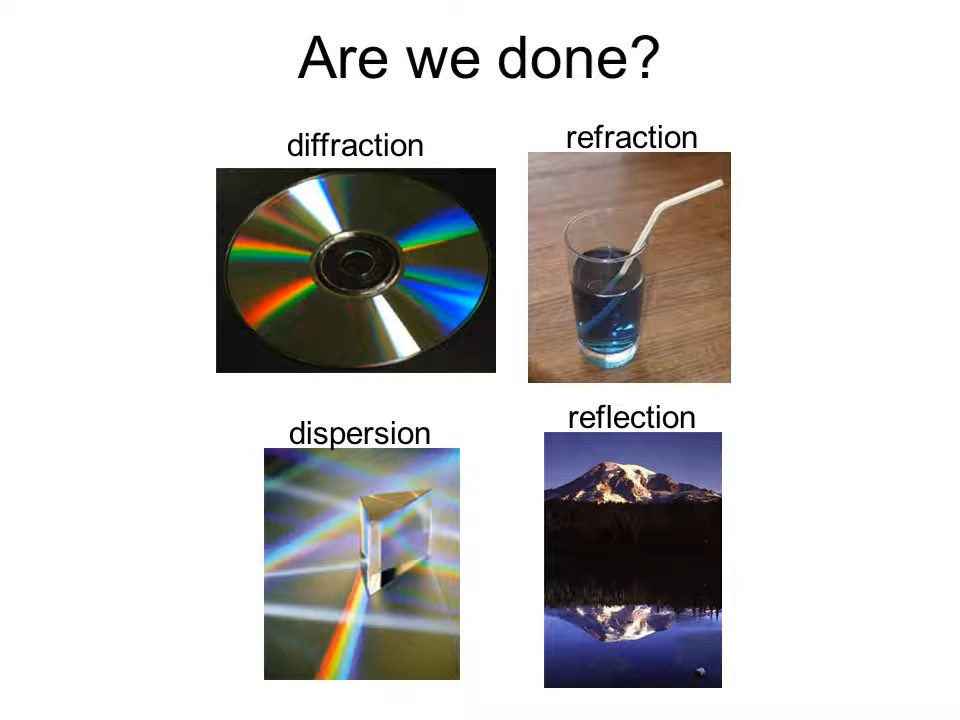 Are we done?
diffraction
refraction
dispersion
reflection